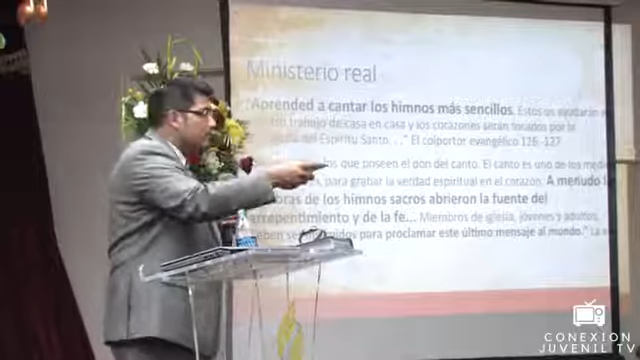 Ministerio real
"Aprended a cantar los himnos más sencillos. Estos os ayudarán e
trabajo de casa en casa y los corazones serán tocados por la
del Espíritu Santo. ..." El colportor evangélico 126 -127
los que poseen el don del canto. El canto es uno de los med
para grabar la verdad espiritual en el corazón. A menudo l
bras de los himnos sacros abrieron la fuente del
arrepentimiento y de la fe... Miembros de iglesia, jóvenes y adultos,
para proclamar este último mensaje al mundo." La
CONEXION
JUVENIL TV